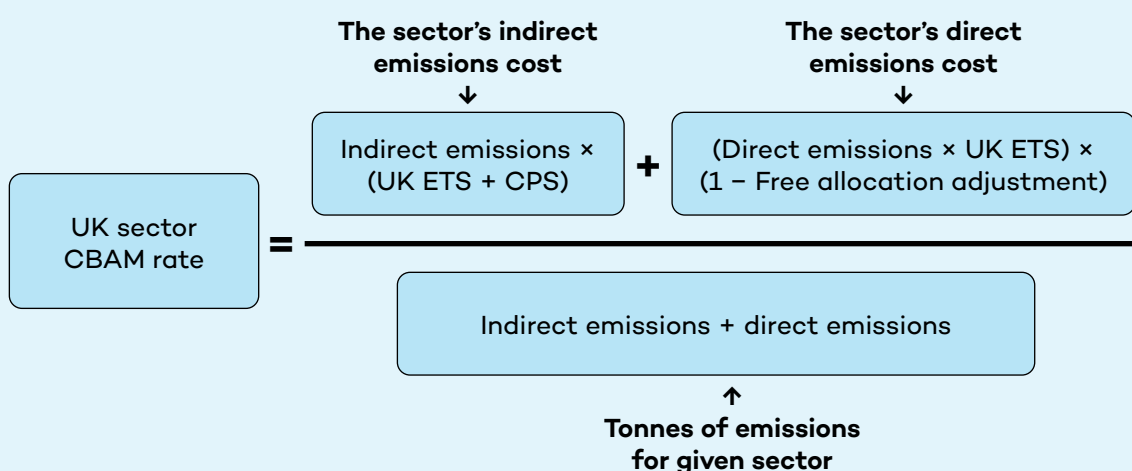 The sector’s indirect
emissions cost
↓
The sector’s direct
emissions cost
↓
Indirect emissions ×
(UK ETS + CPS)
+
(Direct emissions × UK ETS) ×
(1 – Free allocation adjustment)
UK sector
CBAM rate
=
Indirect emissions + direct emissions
↑
Tonnes of emissions
for given sector